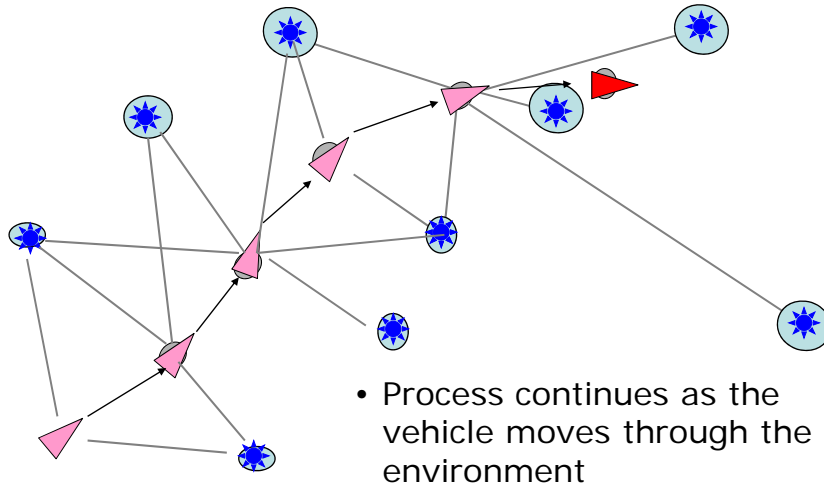 • Process continues as the
vehicle moves through the
environment